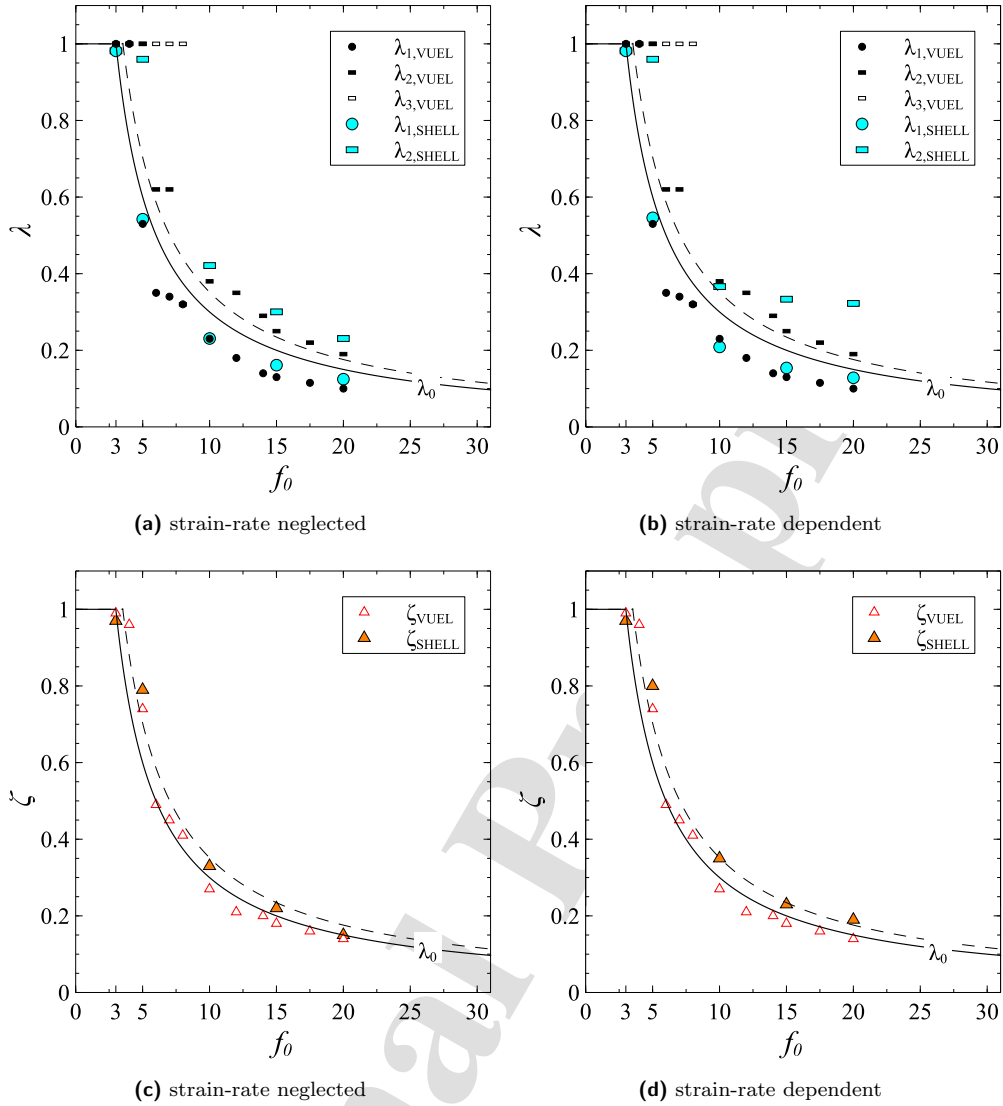 1
0.8
0.6
0.4
0.2
0
λ
0 3 5 10 15 20 25 30
f₀
λ₁,VUEL
λ₂,VUEL
λ₃,VUEL
λ₁,SHELL
λ₂,SHELL
λ₀
(a) strain-rate neglected
1
0.8
0.6
0.4
0.2
0
λ
0 3 5 10 15 20 25 30
f₀
λ₁,VUEL
λ₂,VUEL
λ₃,VUEL
λ₁,SHELL
λ₂,SHELL
λ₀
(b) strain-rate dependent
1
0.8
0.6
0.4
0.2
0
ζ
0 3 5 10 15 20 25 30
f₀
ζVUEL
ζSHELL
λ₀
(c) strain-rate neglected
1
0.8
0.6
0.4
0.2
0
ζ
0 3 5 10 15 20 25 30
f₀
ζVUEL
ζSHELL
λ₀
(d) strain-rate dependent